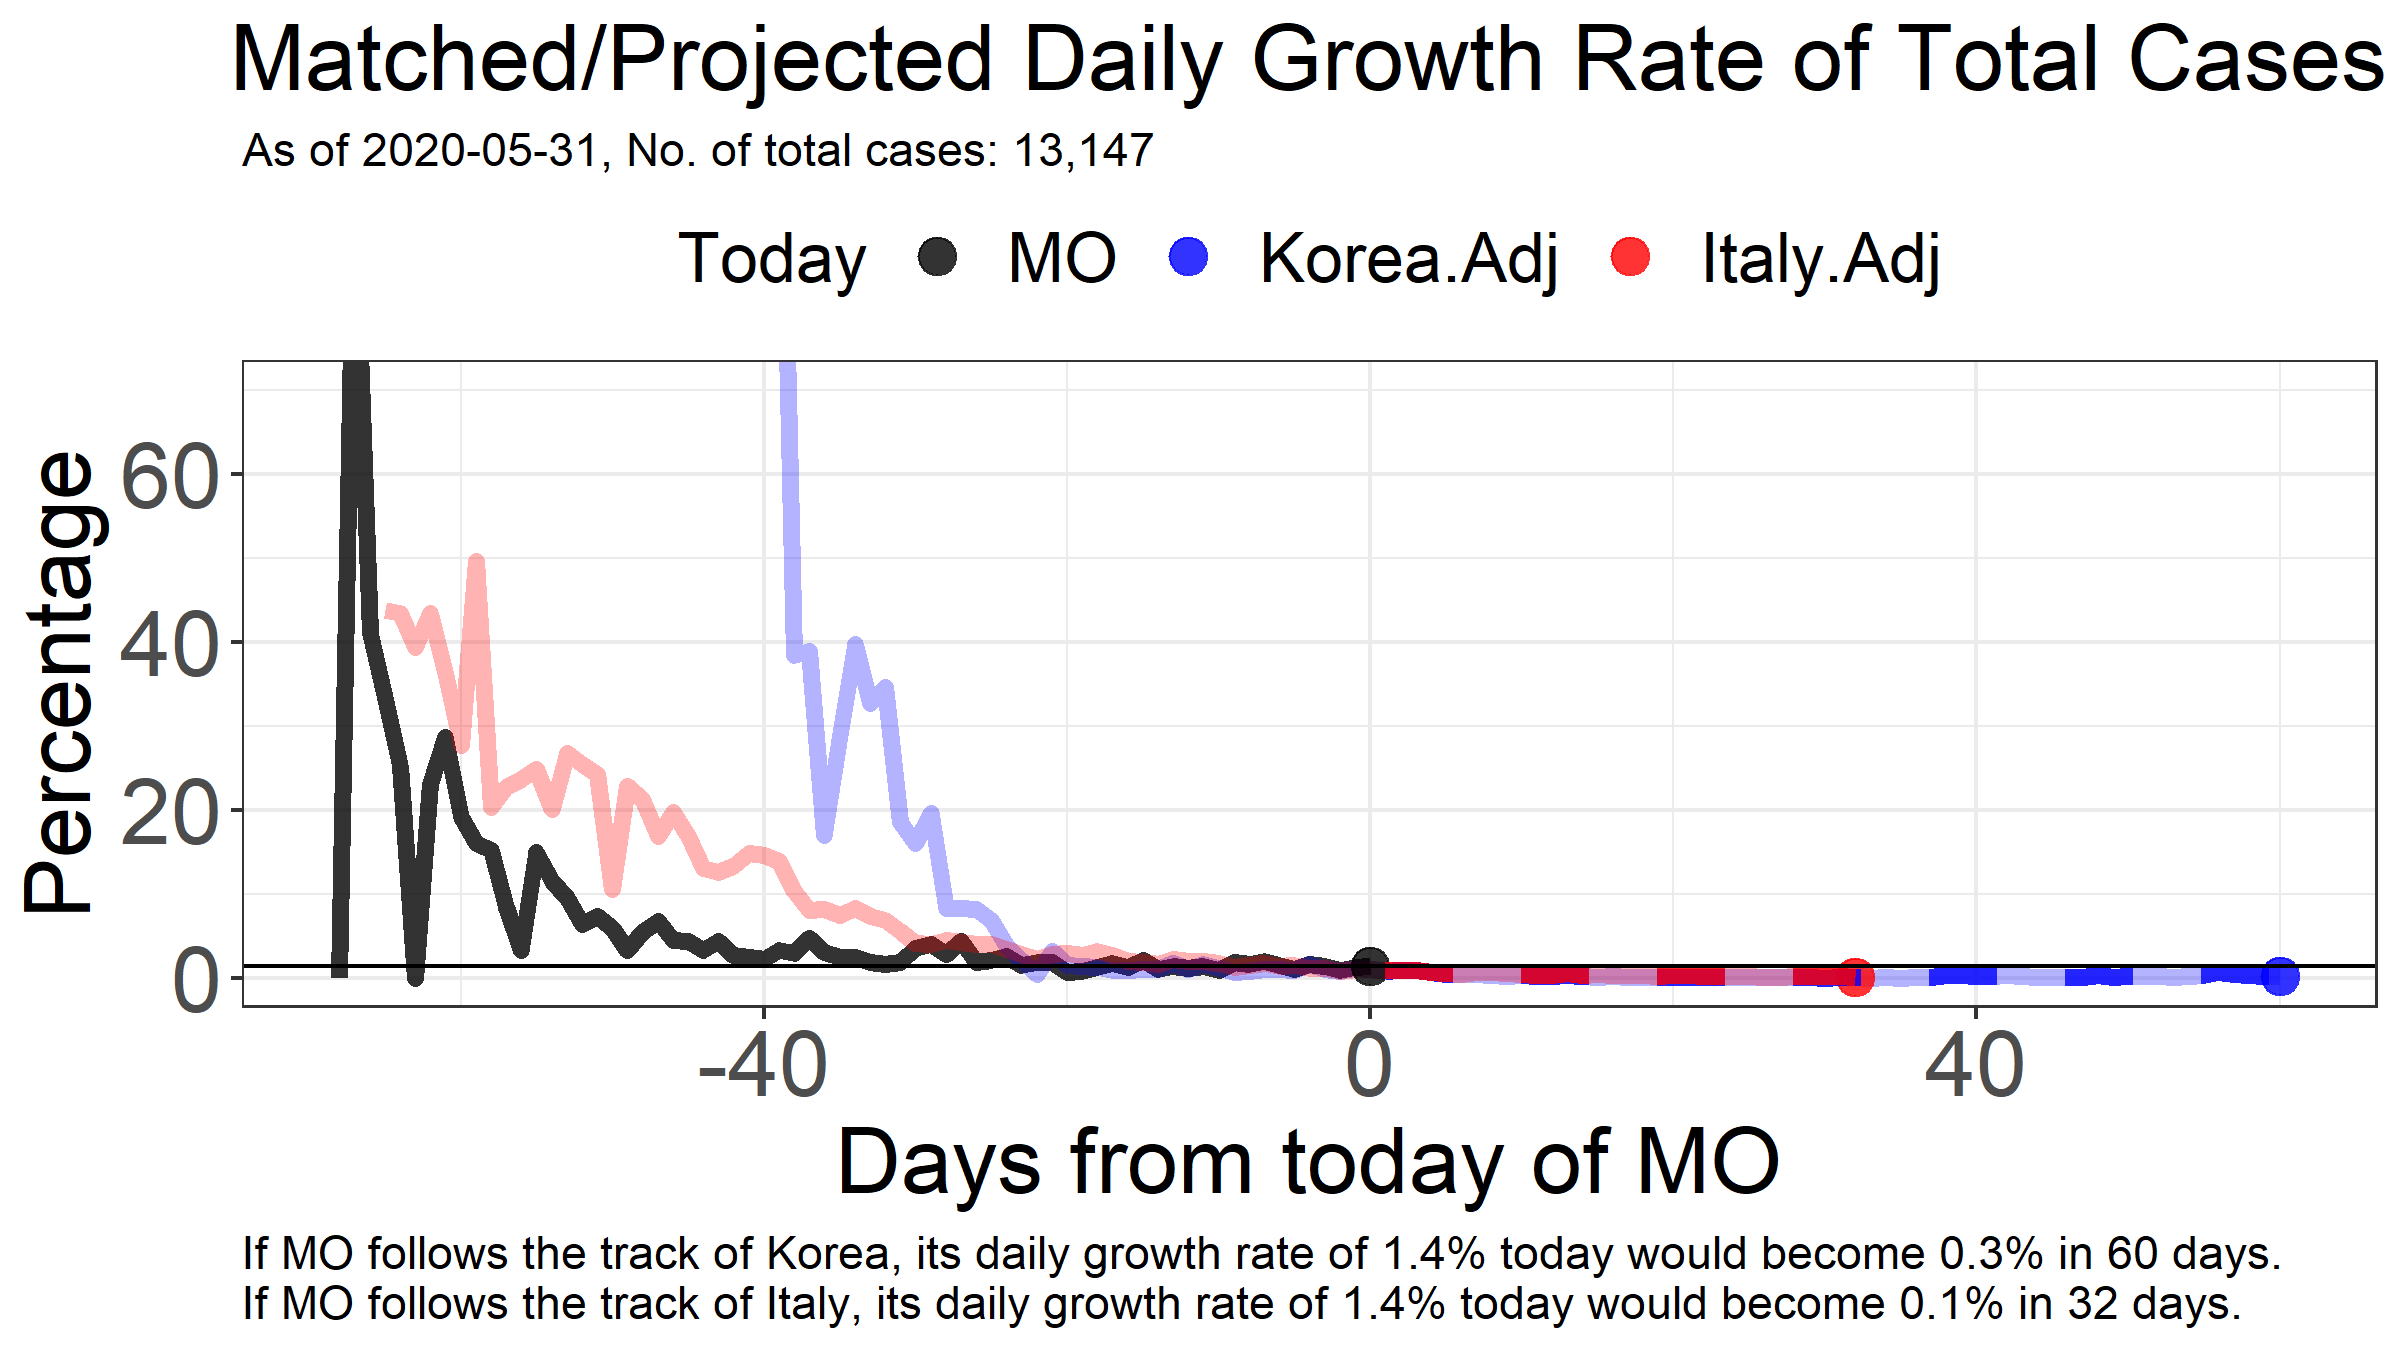 Matched/Projected Daily Growth Rate of Total Cases
As of 2020-05-31, No. of total cases: 13,147
Today MO Korea.Adj Italy.Adj
Percentage
60
40
20
0
-40 0 40
Days from today of MO
If MO follows the track of Korea, its daily growth rate of 1.4% today would become 0.3% in 60 days.
If MO follows the track of Italy, its daily growth rate of 1.4% today would become 0.1% in 32 days.